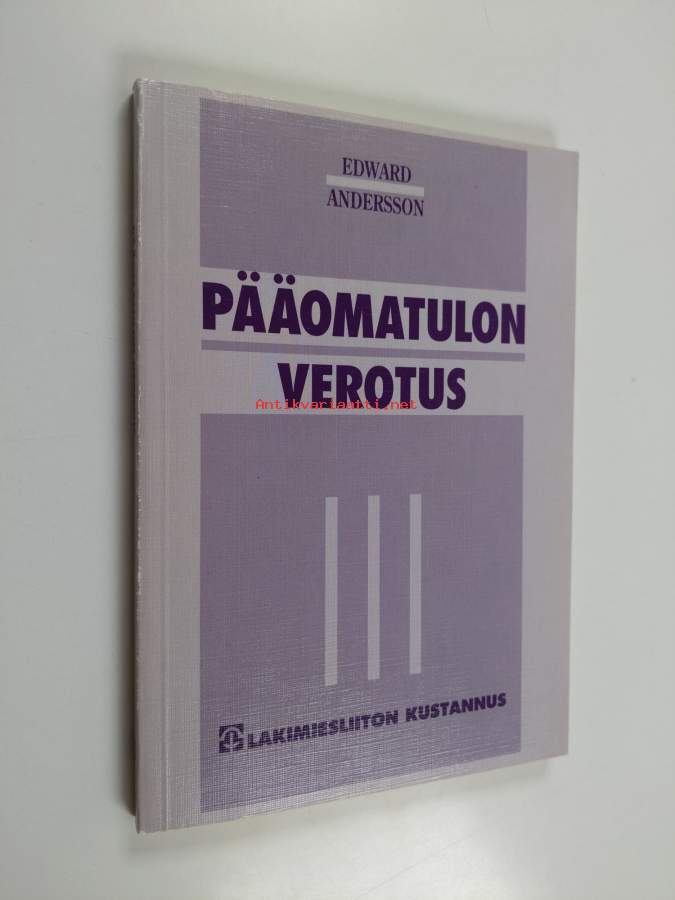 EDWARD
ANDERSSON
PÄÄOMATULON
VEROTUS
Antikvariaatti.net
LAKIMIESLIITON KUSTANNUS